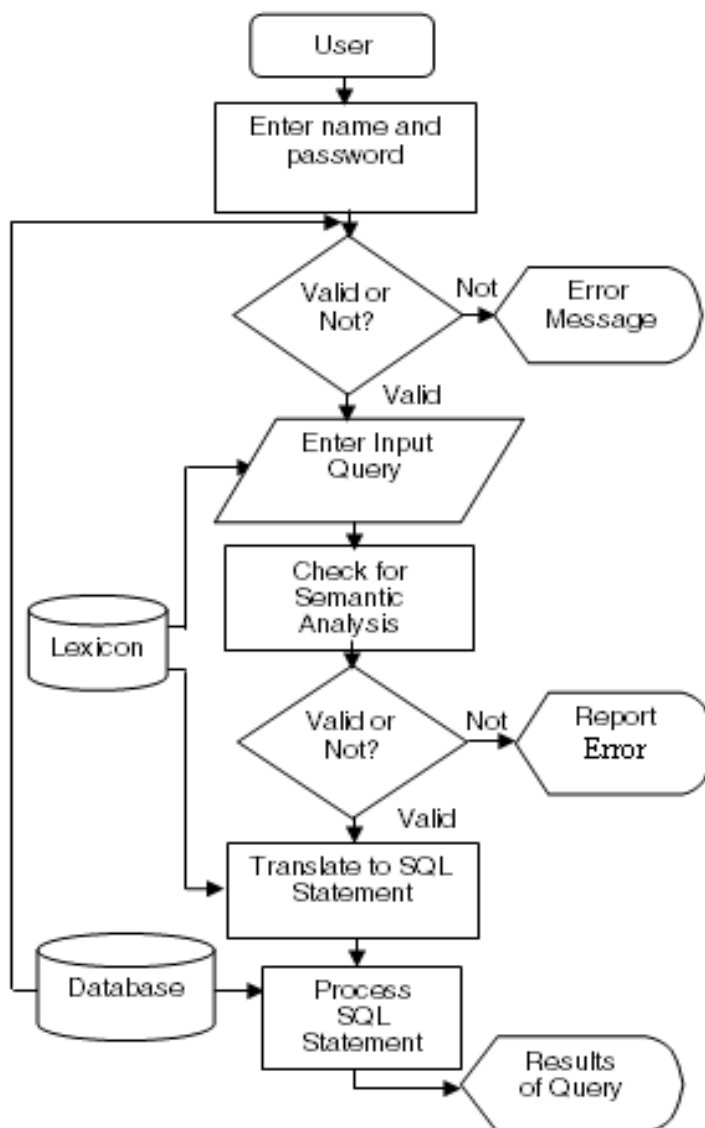 User
Enter name and
password
Valid or
Not?
Not
Error
Message
Valid
Enter Input
Query
Check for
Semantic
Analysis
Lexicon
Valid or
Not?
Not
Report
Error
Valid
Translate to SQL
Statement
Database
Process
SQL
Statement
Results
of Query